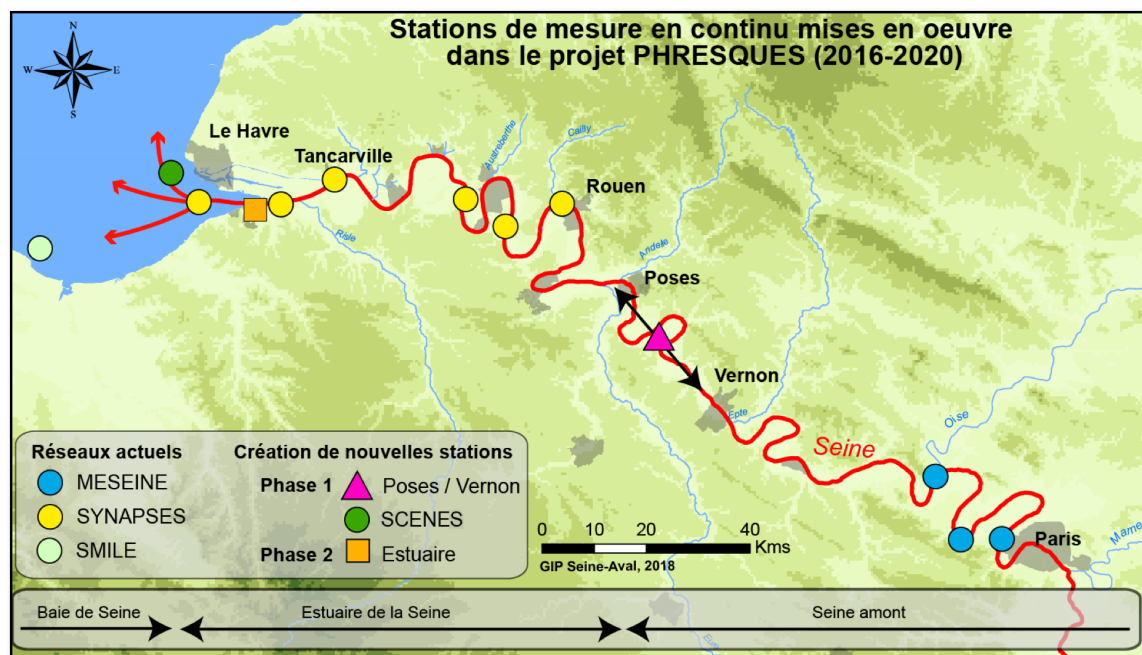 Stations de mesure en continu mises en oeuvre
dans le projet PHRESQUES (2016-2020)
N
W
E
S
Le Havre
Tancarville
Austreberthe
Cailly
Rouen
Risle
Andelle
Poses
Vernon
Epte
Seine
Oise
Paris
Marne
Eure
Réseaux actuels
MESEINE
SYNAPSES
SMILE
Création de nouvelles stations
Phase 1
Poses / Vernon
SCENES
Phase 2
Estuaire
0 10 20 40
Kms
GIP Seine-Aval, 2018
Baie de Seine
Estuaire de la Seine
Seine amont